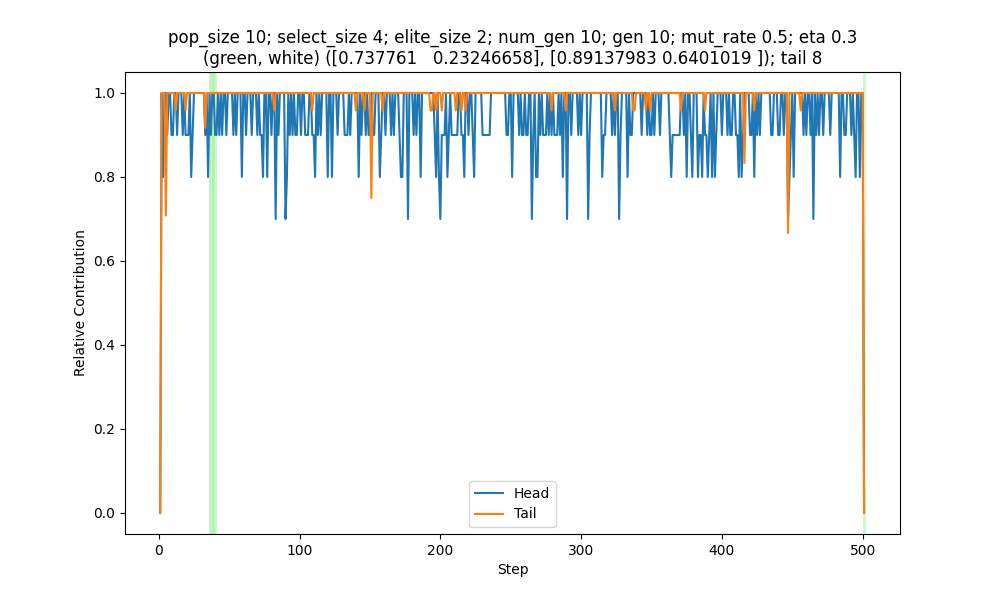 pop_size 10; select_size 4; elite_size 2; num_gen 10; gen 10; mut_rate 0.5; eta 0.3
(green, white) ([0.737761   0.23246658], [0.89137983 0.6401019 ]); tail 8
1.0
0.8
0.6
0.4
0.2
0.0
Relative Contribution
Head
Tail
0
100
200
300
400
500
Step